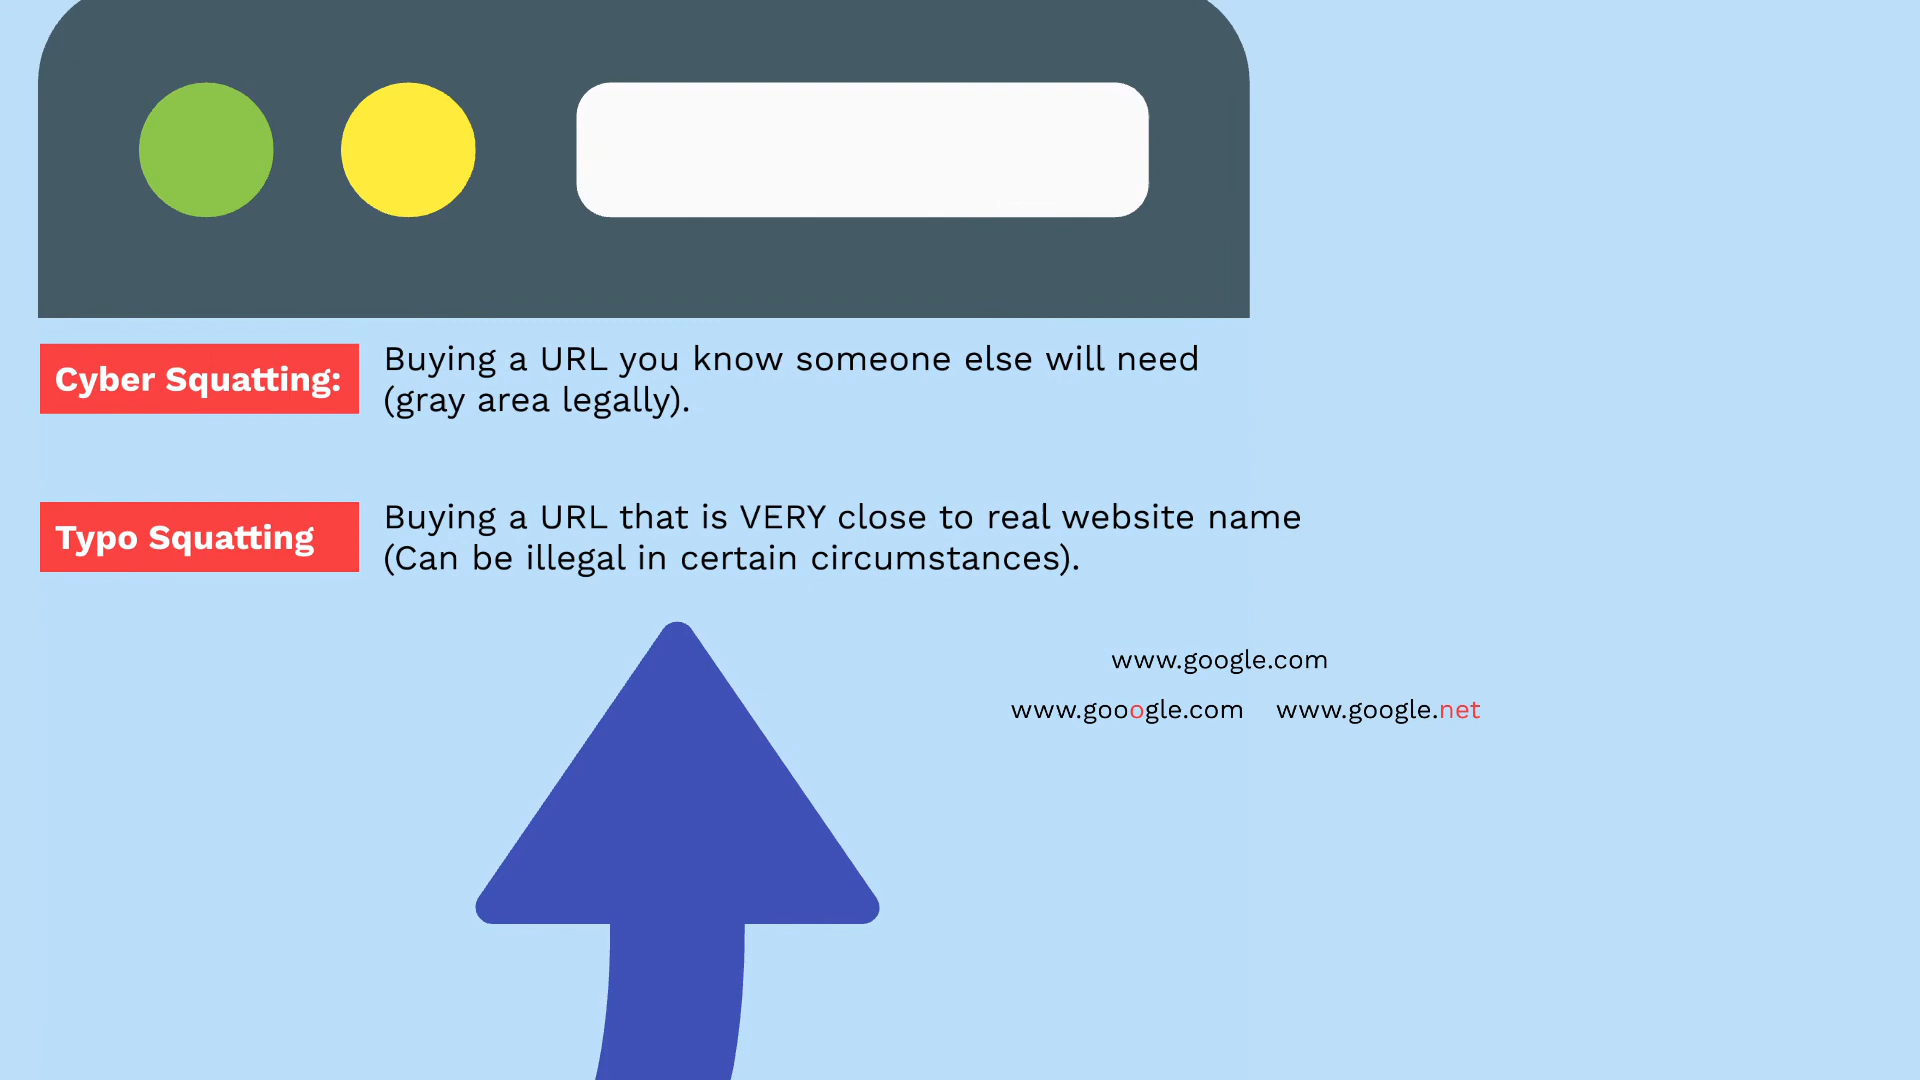 Cyber Squatting:
Buying a URL you know someone else will need
(gray area legally).
Typo Squatting
Buying a URL that is VERY close to real website name
(Can be illegal in certain circumstances).
www.google.com
www.gooogle.com www.google.net